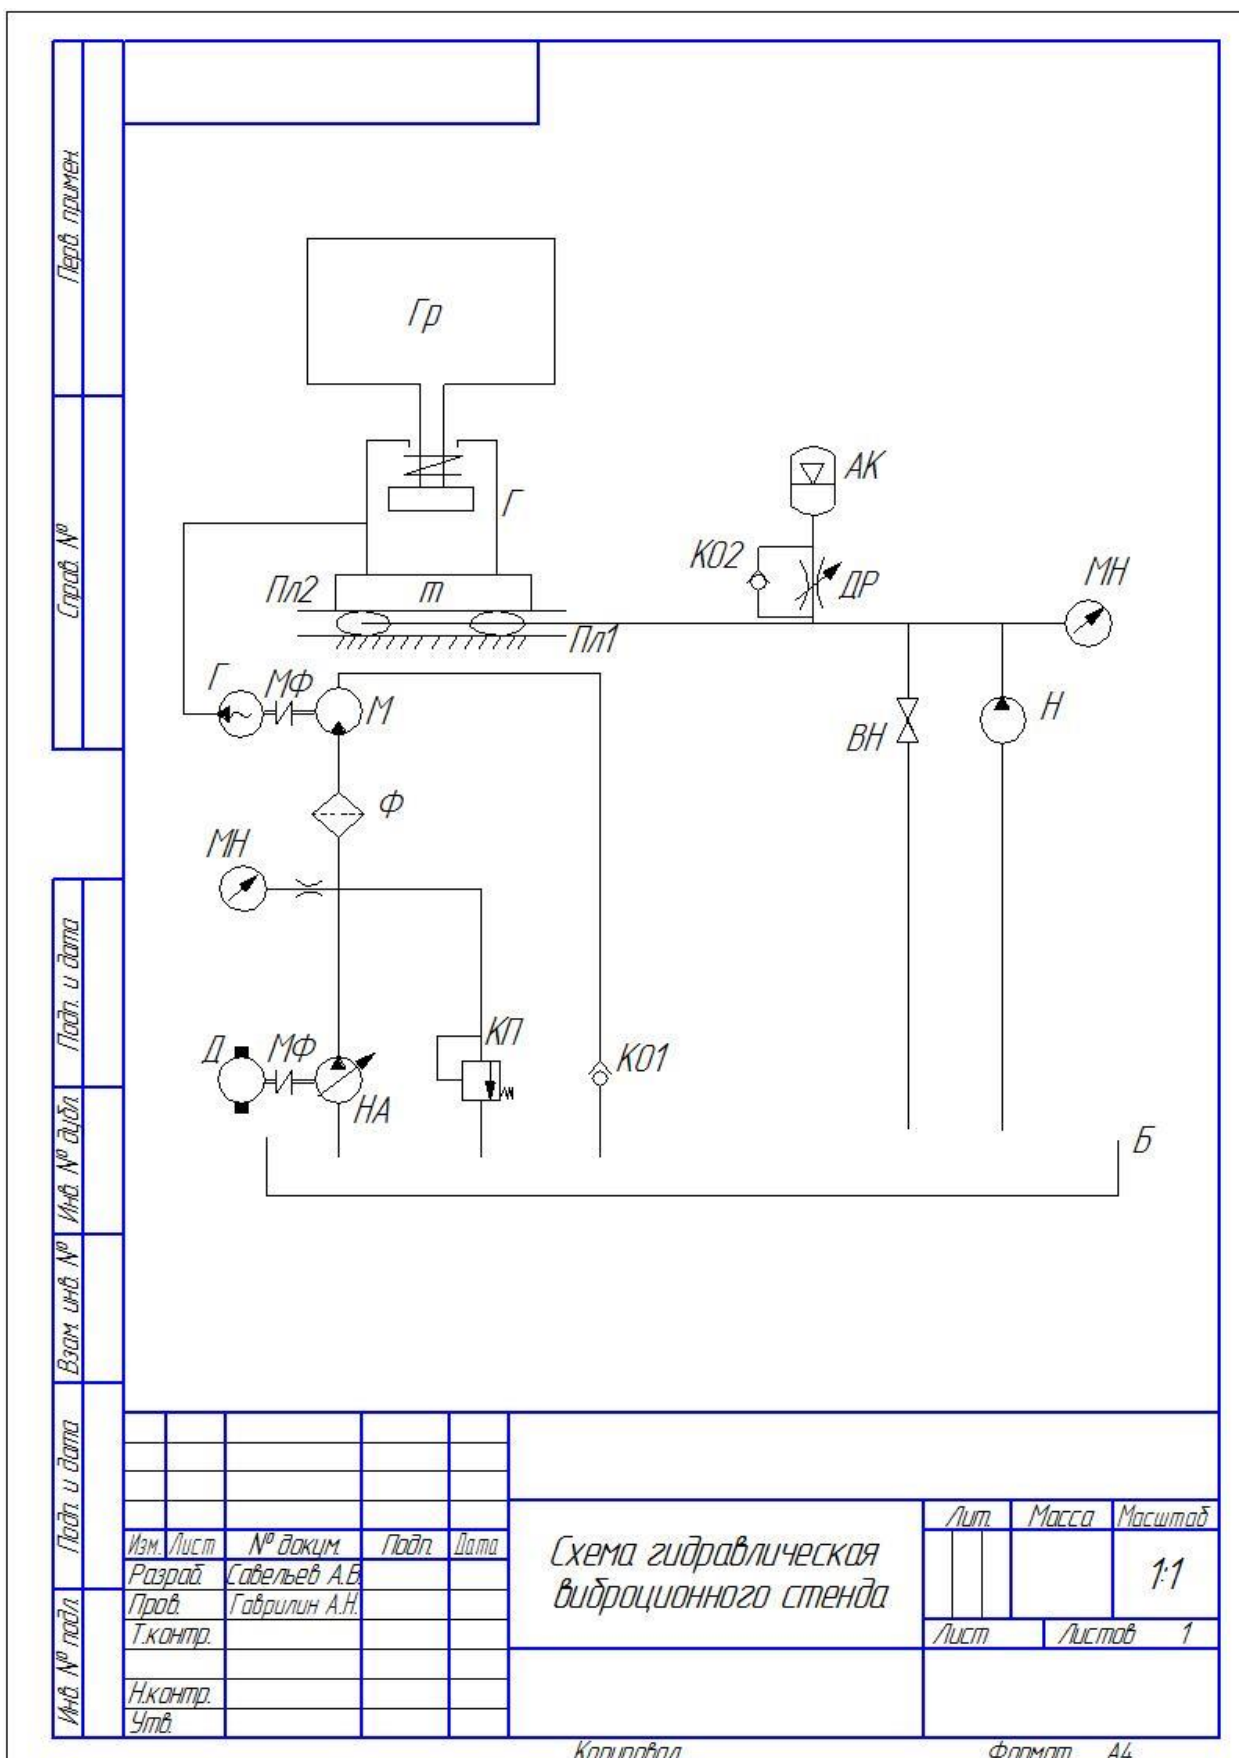 Перв. примен.
Справ. №
Подп. и дата
Инв. № дубл.
Взам. инв. №
Подп. и дата
Инв. № подл.
Гр
Г
АК
КО2
ДР
МН
Пл2
m
Пл1
Г
МФ
М
ВН
Н
Ф
МН
Д
МФ
НА
КП
КО1
Б
Изм. Лист № докум. Подп. Дата
Разраб. Савельев А.В.
Пров. Гаврилин А.Н.
Т.контр.
Н.контр.
Утв.
Схема гидравлическая
виброционного стенда
Лит. Масса Масштаб
1:1
Лист Листов 1
Копировал Формат А4